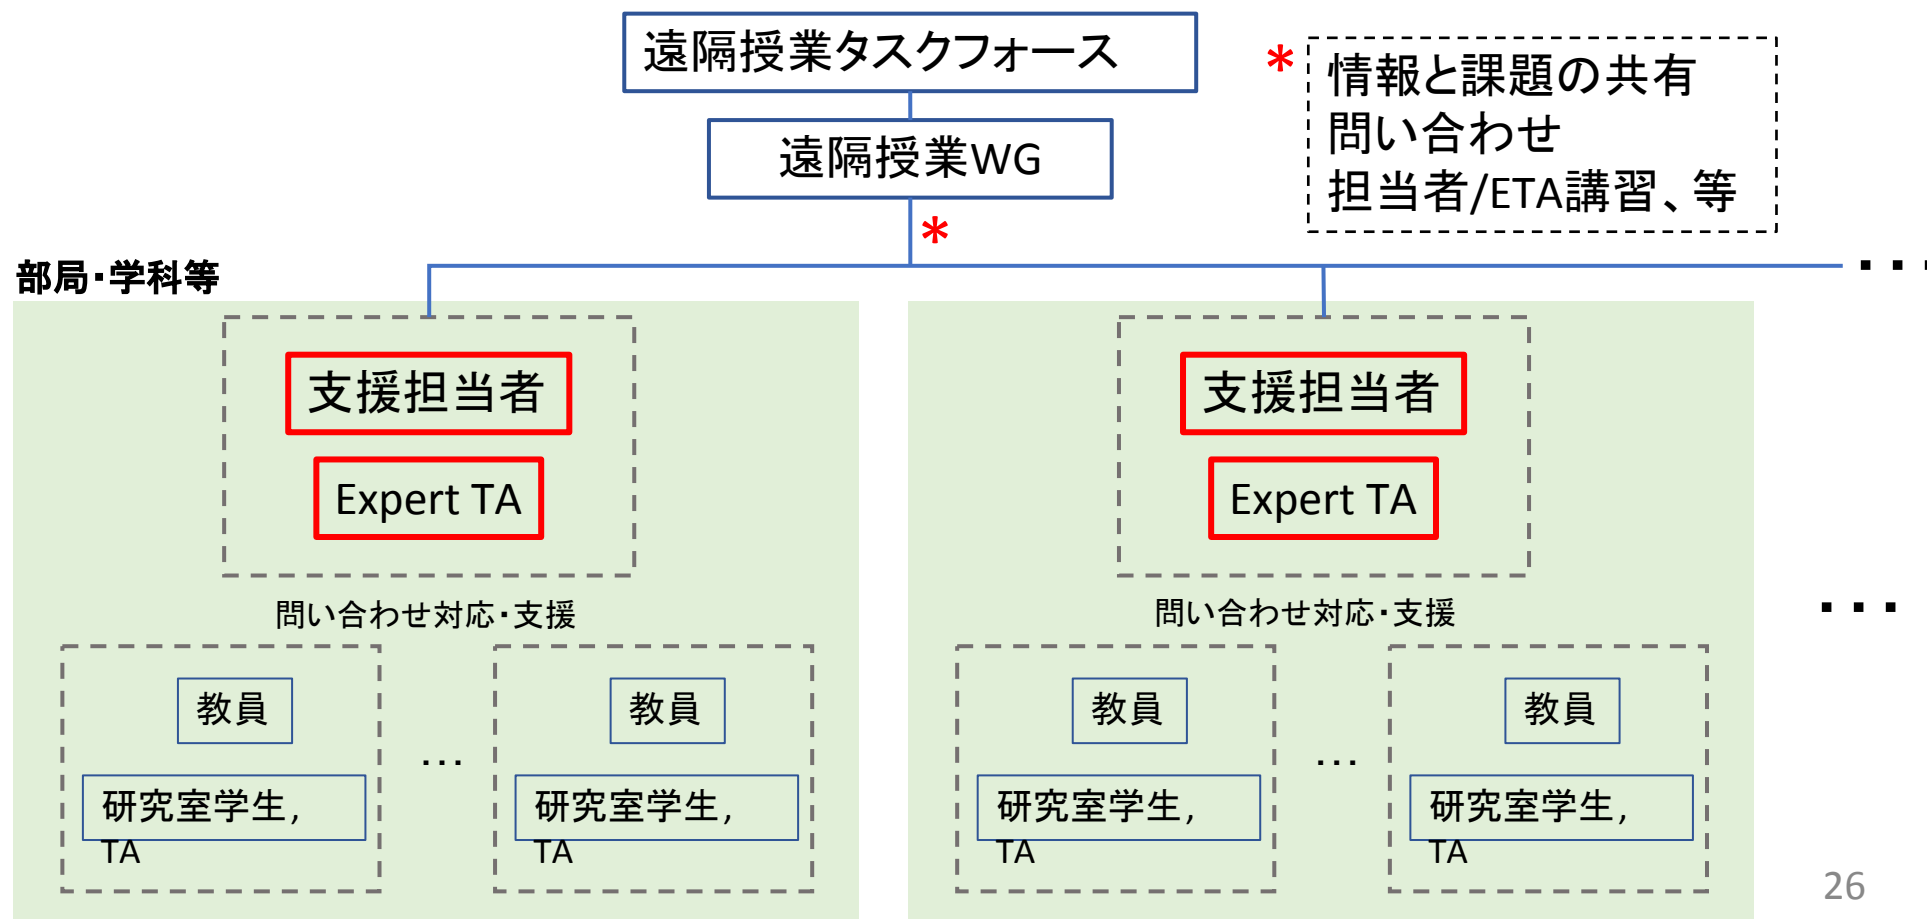 遠隔授業タスクフォース
*
情報と課題の共有
問い合わせ
担当者/ETA講習、等
遠隔授業WG
*
部局・学科等
・・・
支援担当者
Expert TA
問い合わせ対応・支援
教員
研究室学生,
TA
…
教員
研究室学生,
TA
支援担当者
Expert TA
問い合わせ対応・支援
教員
研究室学生,
TA
…
教員
研究室学生,
TA
・・・
26